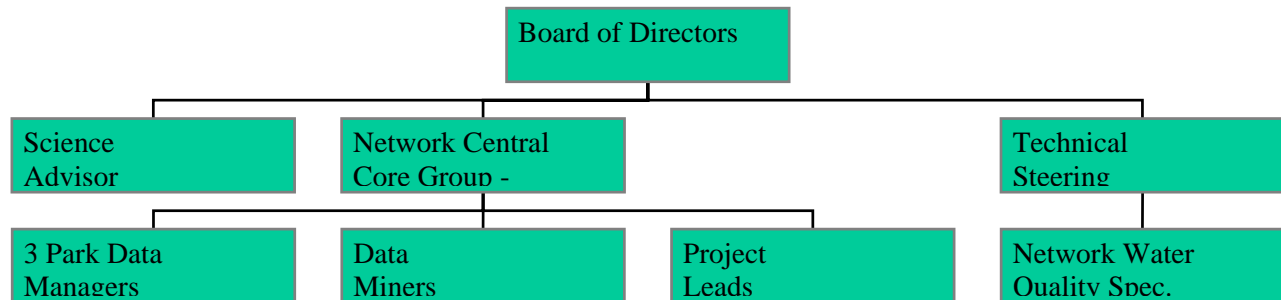 Board of Directors
Science
Advisor
Network Central
Core Group -
Technical
Steering
3 Park Data
Managers
Data
Miners
Project
Leads
Network Water
Quality Spec.